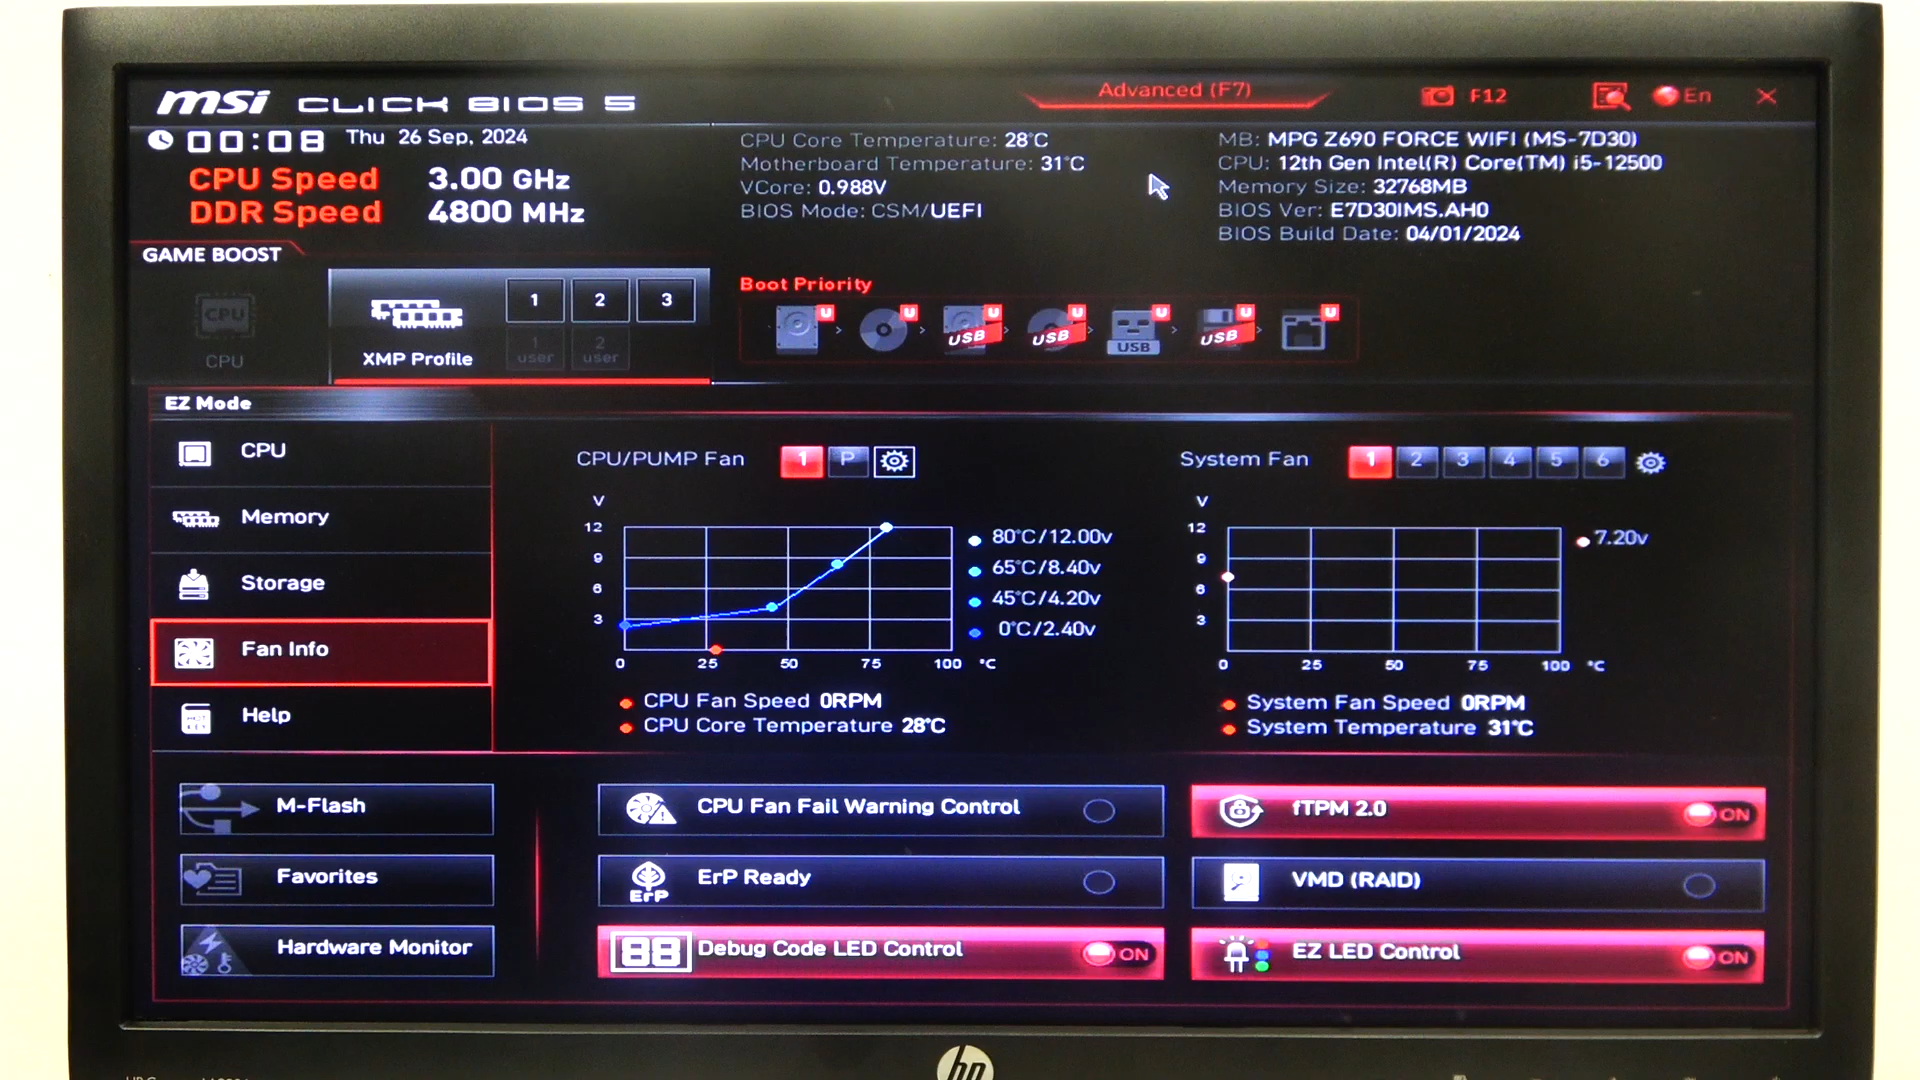 msi CLICK BIOS 5
Advanced (F7)
F12
En
00:08 Thu 26 Sep, 2024
CPU Speed 3.00 GHz
DDR Speed 4800 MHz
CPU Core Temperature: 28°C
Motherboard Temperature: 31°C
VCore: 0.988V
BIOS Mode: CSM/UEFI
MB: MPG Z690 FORCE WIFI (MS-7D30)
CPU: 12th Gen Intel(R) Core(TM) i5-12500
Memory Size: 32768MB
BIOS Ver: E7D30IMS.AH0
BIOS Build Date: 04/01/2024
GAME BOOST
CPU
CPU
XMP Profile
1 2 3
1 user 2 user
Boot Priority
U U U U U U U
USB USB USB USB
EZ Mode
CPU
Memory
Storage
Fan Info
Help
HOT KEY
CPU/PUMP Fan 1 P
V
12
9
6
3
0 25 50 75 100 °C
80°C/12.00v
65°C/8.40v
45°C/4.20v
0°C/2.40v
CPU Fan Speed 0RPM
CPU Core Temperature 28°C
System Fan 1 2 3 4 5 6
V
12
9
6
3
0 25 50 75 100 °C
7.20v
System Fan Speed 0RPM
System Temperature 31°C
M-Flash
Favorites
Hardware Monitor
CPU Fan Fail Warning Control
ErP
ErP Ready
88 Debug Code LED Control ON
fTPM 2.0 ON
VMD (RAID)
EZ LED Control ON
hp